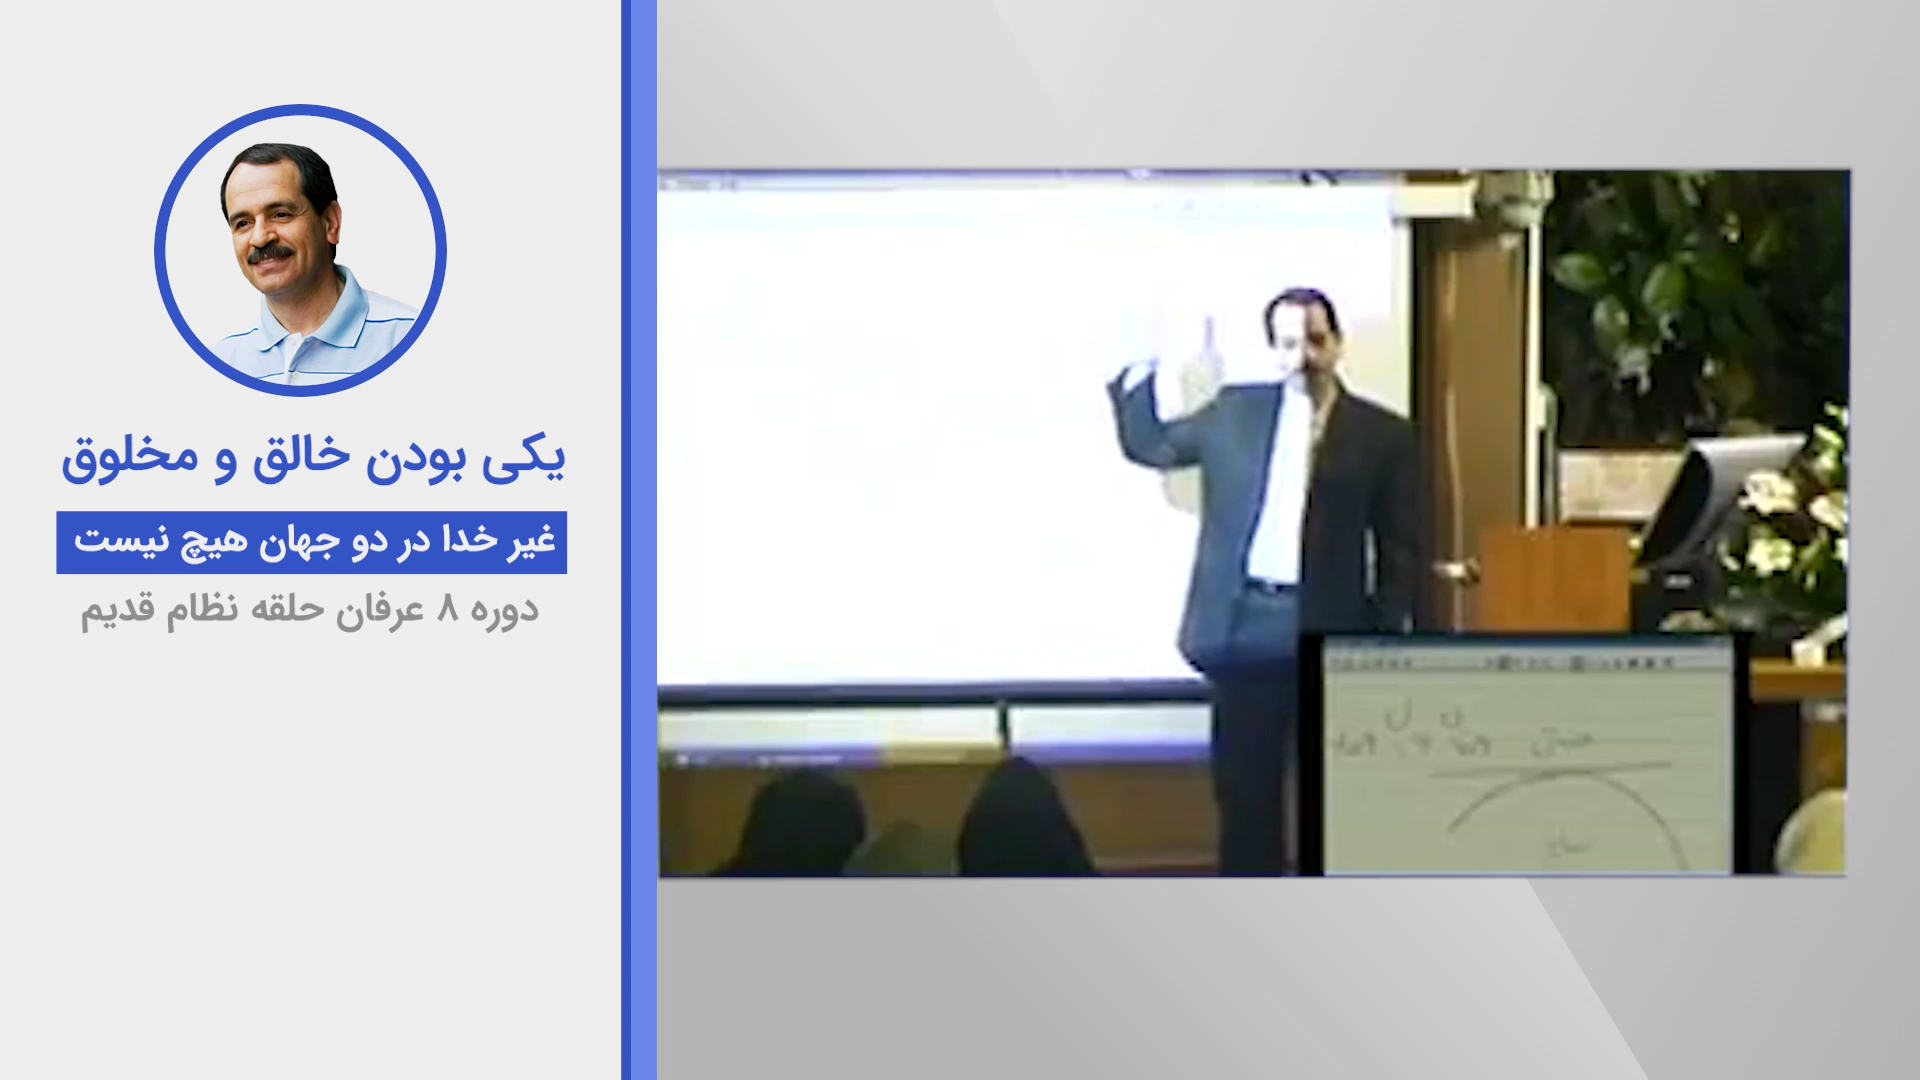 یکی بودن خالق و مخلوق
غیر خدا در دو جهان هیچ نیست
دوره ۸ عرفان حلقه نظام قدیم